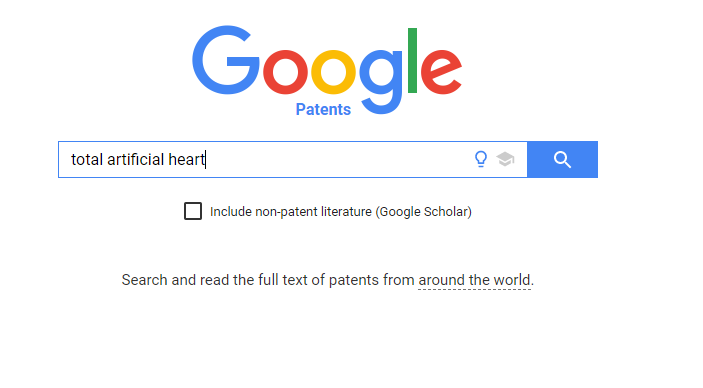 Google
Patents
total artificial heart
Include non-patent literature (Google Scholar)
Search and read the full text of patents from around the world.